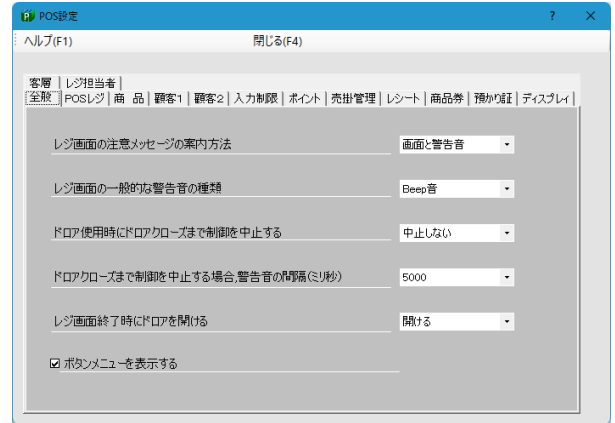 POS設定
ヘルプ(F1) 閉じる(F4)
客層 レジ担当者
全般 POSレジ 商 品 顧客1 顧客2 入力制限 ポイント 売掛管理 レシート 商品券 預かり証 ディスプレイ
レジ画面の注意メッセージの案内方法 画面と警告音
レジ画面の一般的な警告音の種類 Beep音
ドロア使用時にドロアクローズまで制御を中止する 中止しない
ドロアクローズまで制御を中止する場合,警告音の間隔(ミリ秒) 5000
レジ画面終了時にドロアを開ける 開ける
ボタンメニューを表示する